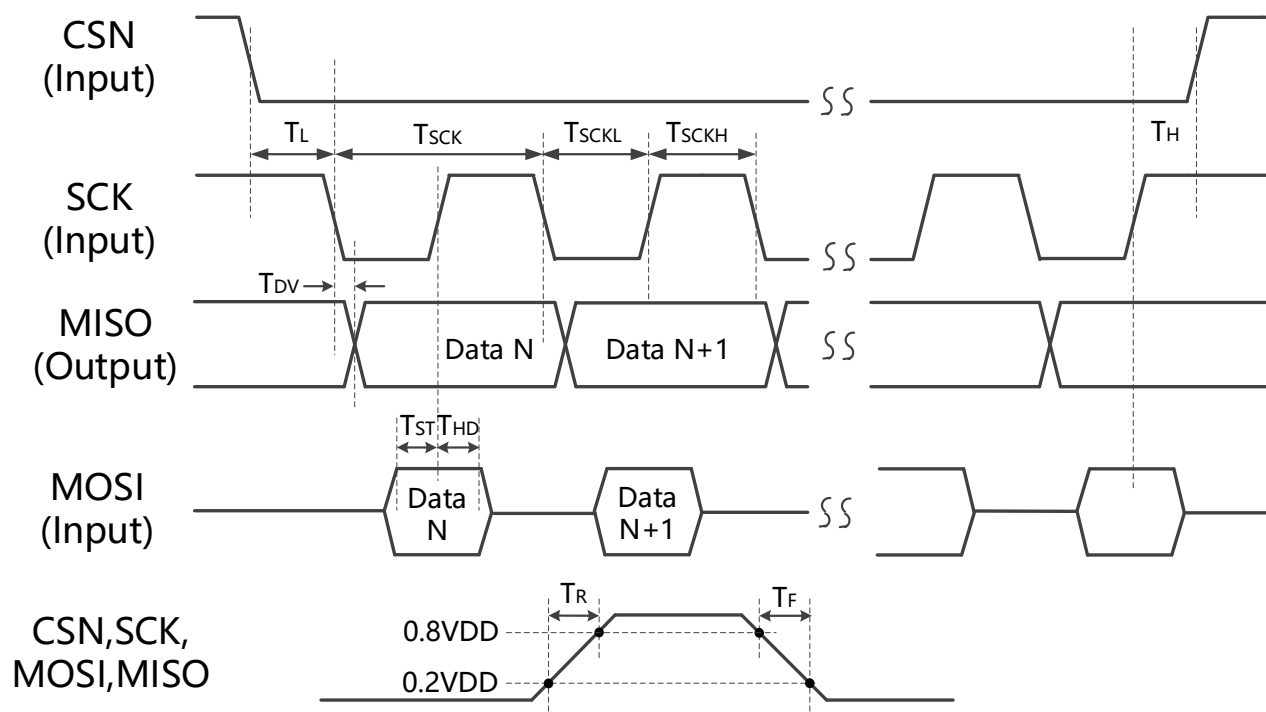 CSN
(Input)
TL
TSCK
TSCKL
TSCKH
TH
SCK
(Input)
TDV
MISO
(Output)
Data N
Data N+1
TST
THD
MOSI
(Input)
Data
N
Data
N+1
TR
TF
CSN,SCK,
MOSI,MISO
0.8VDD
0.2VDD